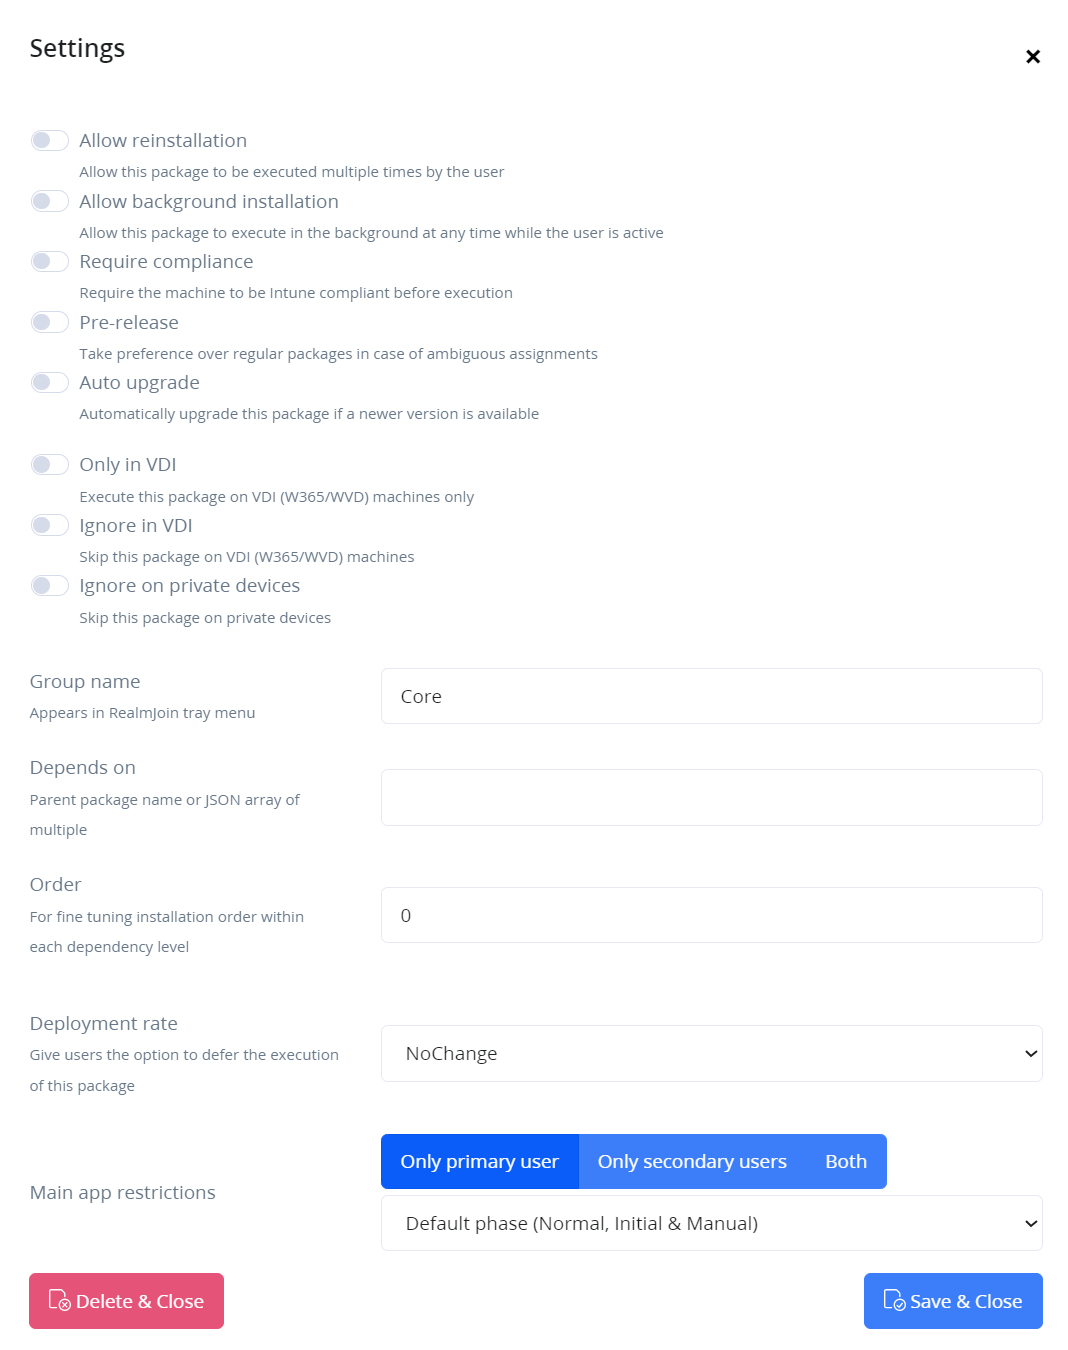 Settings
Allow reinstallation
Allow this package to be executed multiple times by the user
Allow background installation
Allow this package to execute in the background at any time while the user is active
Require compliance
Require the machine to be Intune compliant before execution
Pre-release
Take preference over regular packages in case of ambiguous assignments
Auto upgrade
Automatically upgrade this package if a newer version is available
Only in VDI
Execute this package on VDI (W365/WVD) machines only
Ignore in VDI
Skip this package on VDI (W365/WVD) machines
Ignore on private devices
Skip this package on private devices
Group name
Appears in RealmJoin tray menu
Core
Depends on
Parent package name or JSON array of
multiple
Order
For fine tuning installation order within
each dependency level
0
Deployment rate
Give users the option to defer the execution
of this package
NoChange
Main app restrictions
Only primary user Only secondary users Both
Default phase (Normal, Initial & Manual)
Delete & Close
Save & Close